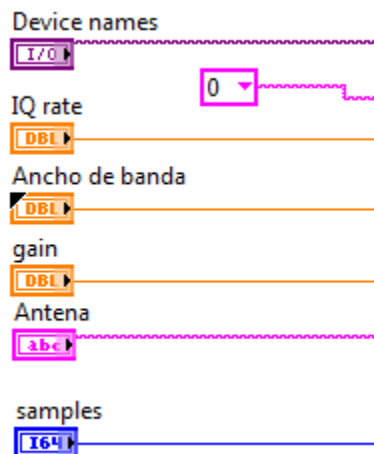 Device names
I/O
0
IQ rate
DBL
Ancho de banda
DBL
gain
DBL
Antena
abc
samples
I64